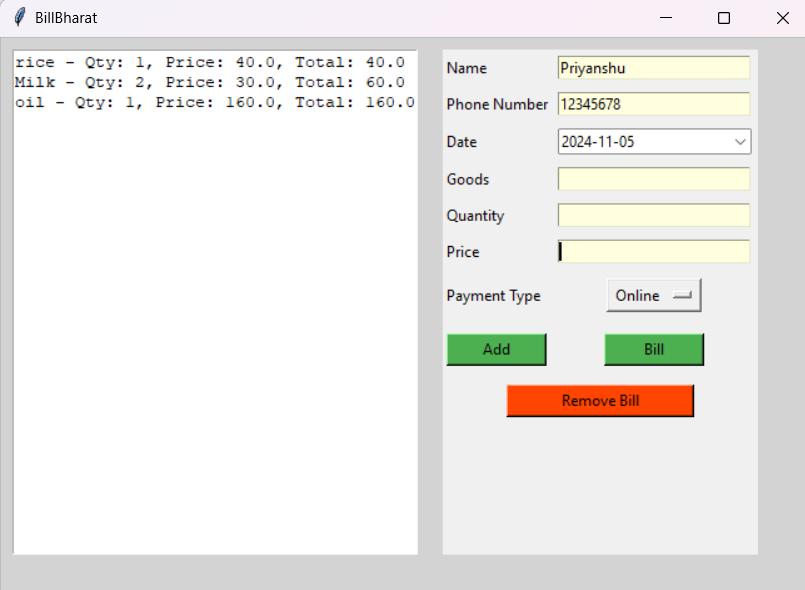 BillBharat
rice - Qty: 1, Price: 40.0, Total: 40.0
Milk - Qty: 2, Price: 30.0, Total: 60.0
oil - Qty: 1, Price: 160.0, Total: 160.0
Name Priyanshu
Phone Number 12345678
Date 2024-11-05
Goods
Quantity
Price
Payment Type Online
Add Bill
Remove Bill